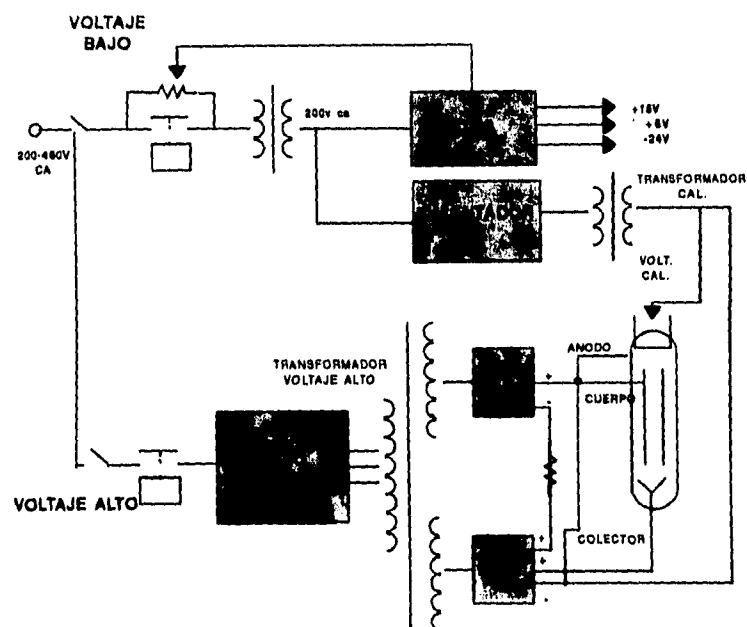 VOLTAJE
BAJO
200-460V
CA
200v ca
+15V
+5V
-24V
TRANSFORMADOR
CAL.
VOLT.
CAL.
TRANSFORMADOR
VOLTAJE ALTO
ANODO
+
CUERPO
-
VOLTAJE ALTO
COLECTOR
+
+
-